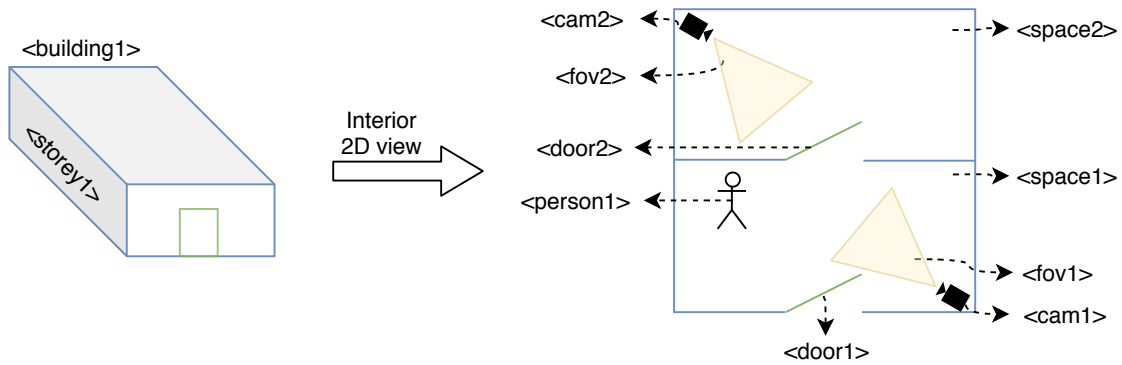 <building1>
<storey1>
Interior
2D view
<cam2>
<fov2>
<door2>
<person1>
<space2>
<space1>
<fov1>
<cam1>
<door1>